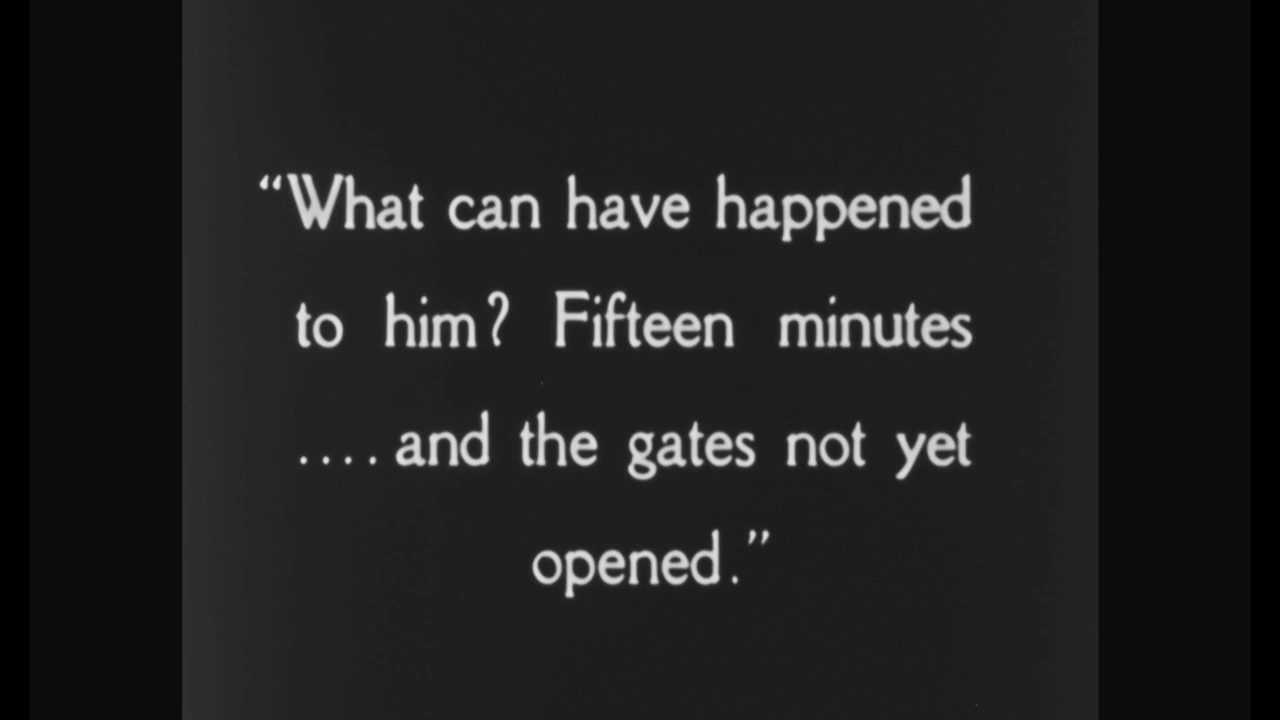 “What can have happened
to him? Fifteen minutes
....and the gates not yet
opened.”